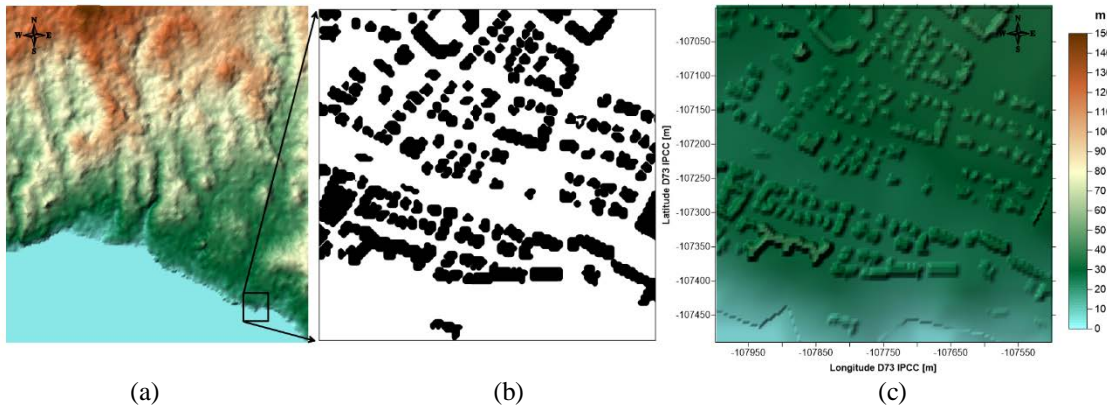 N
W E
S
N
W E
S
m
150
140
130
120
110
100
90
80
70
60
50
40
30
20
10
0
Latitude D73 IPCC [m]
-107050
-107100
-107150
-107200
-107250
-107300
-107350
-107400
-107450
-107950
-107850
-107750
-107650
-107550
Longitude D73 IPCC [m]
(a)
(b)
(c)